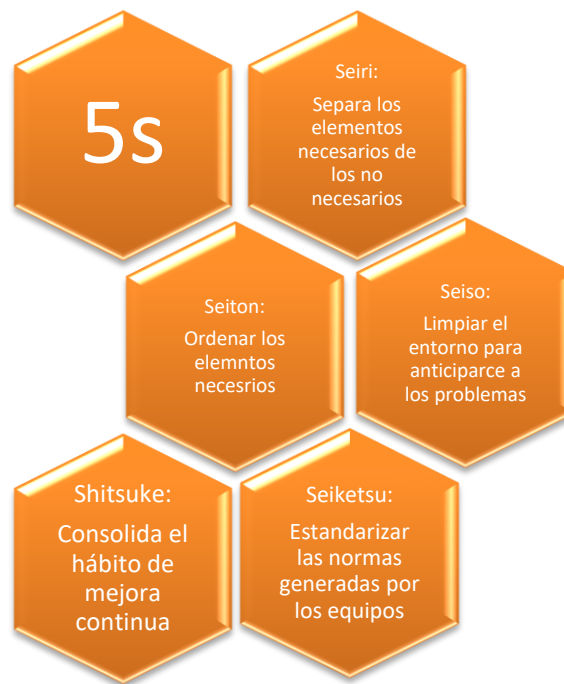 5s
Seiri:
Separa los
elementos
necesarios de
los no
necesarios
Seiton:
Ordenar los
elemntos
necesrios
Seiso:
Limpiar el
entorno para
anticiparce a
los problemas
Shitsuke:
Consolida el
hábito de
mejora
continua
Seiketsu:
Estandarizar
las normas
generadas por
los equipos